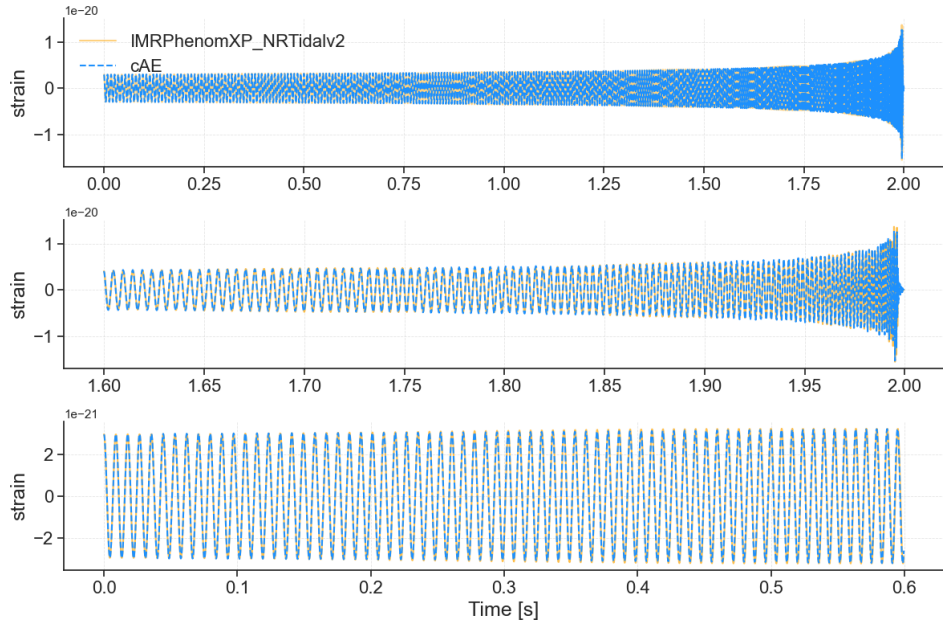 1e−20
IMRPhenomXP_NRTidalv2
cAE
strain
1
0
−1
0.00 0.25 0.50 0.75 1.00 1.25 1.50 1.75 2.00
1e−20
strain
1
0
−1
1.60 1.65 1.70 1.75 1.80 1.85 1.90 1.95 2.00
1e−21
strain
2
0
−2
0.0 0.1 0.2 0.3 0.4 0.5 0.6
Time [s]